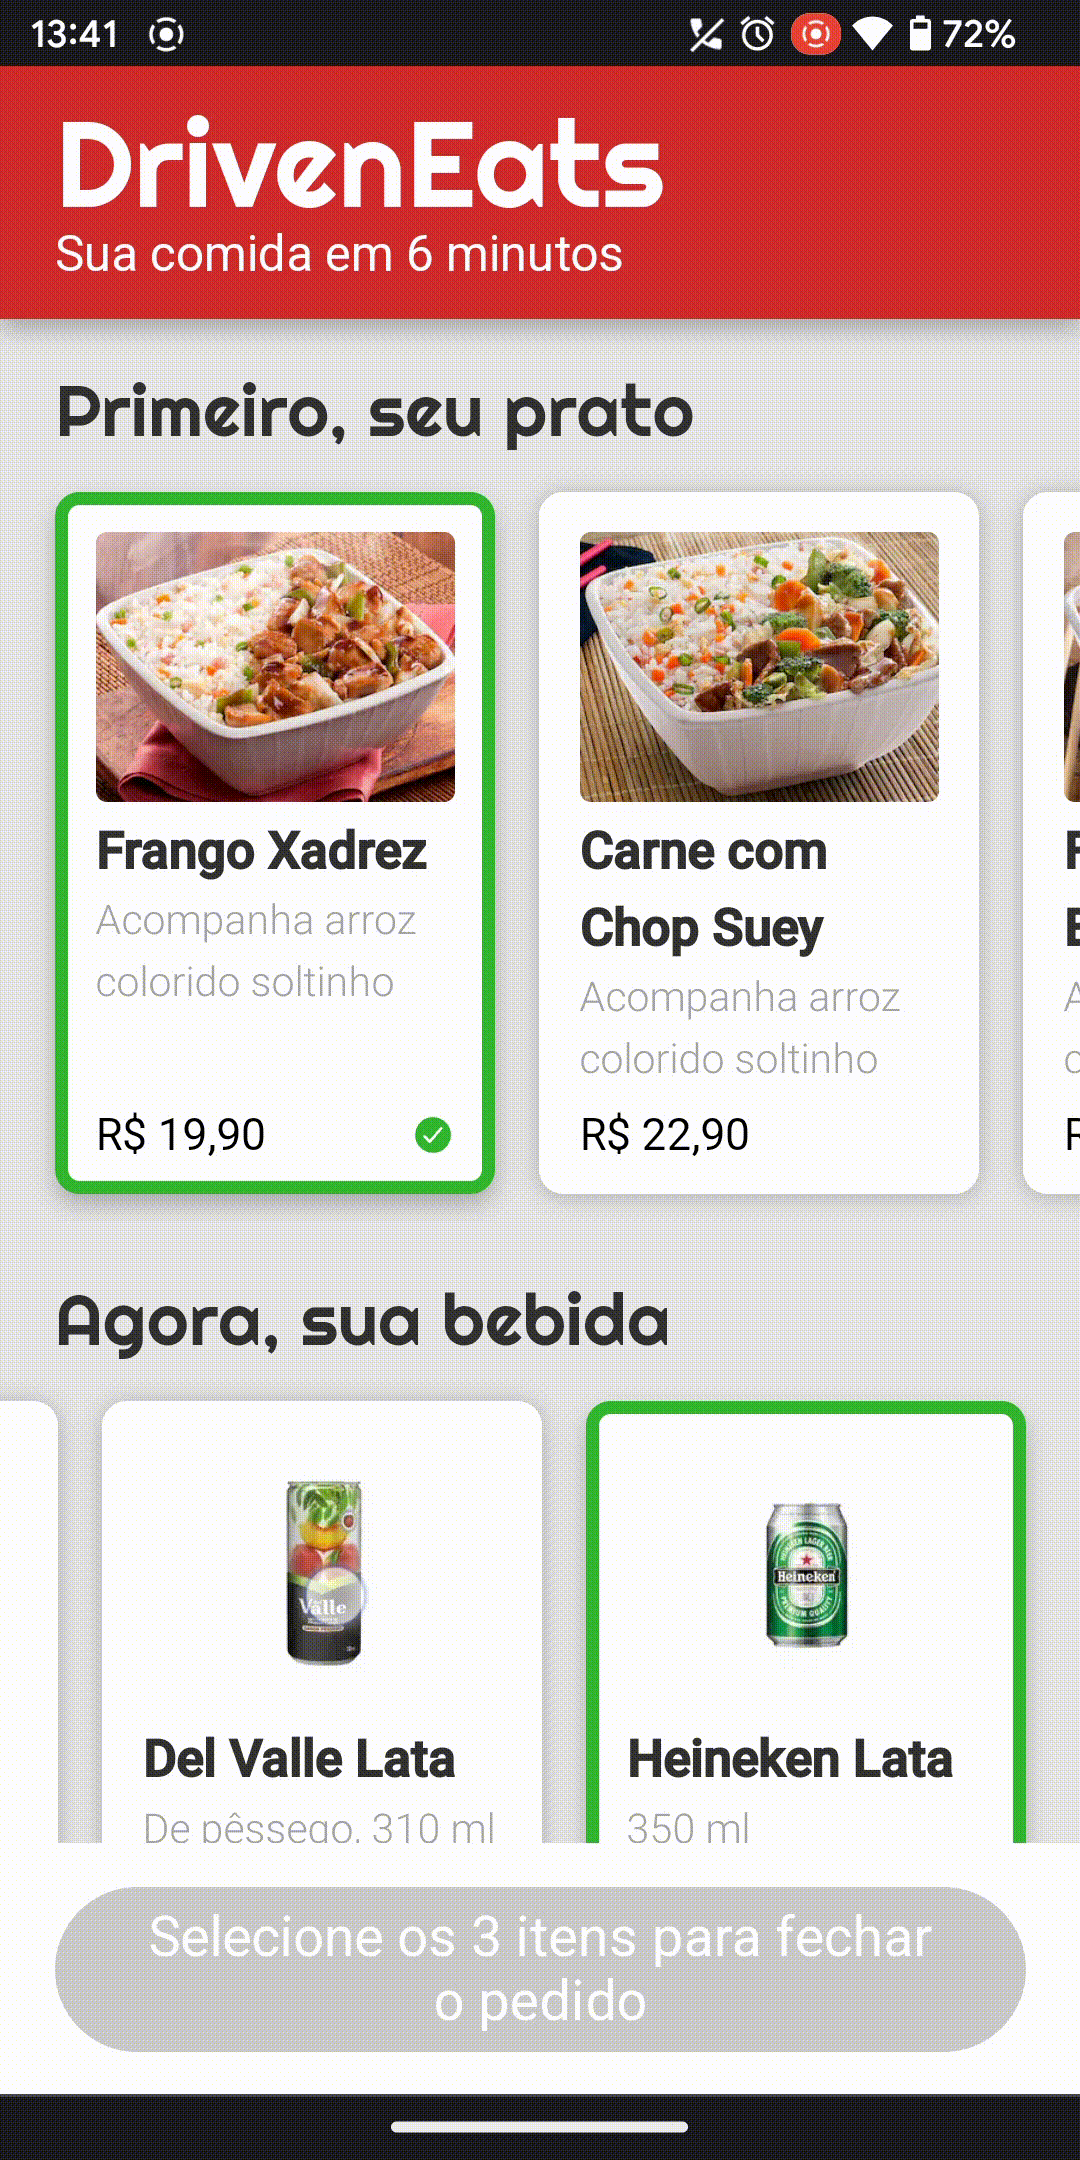 13:41
72%
DrivenEats
Sua comida em 6 minutos
Primeiro, seu prato
Frango Xadrez
Acompanha arroz
colorido soltinho
R$ 19,90
Carne com
Chop Suey
Acompanha arroz
colorido soltinho
R$ 22,90
Agora, sua bebida
Valle
Del Valle Lata
De pêssego, 310 ml
Heineken
PREMIUM QUALITY
Heineken Lata
350 ml
Selecione os 3 itens para fechar
o pedido